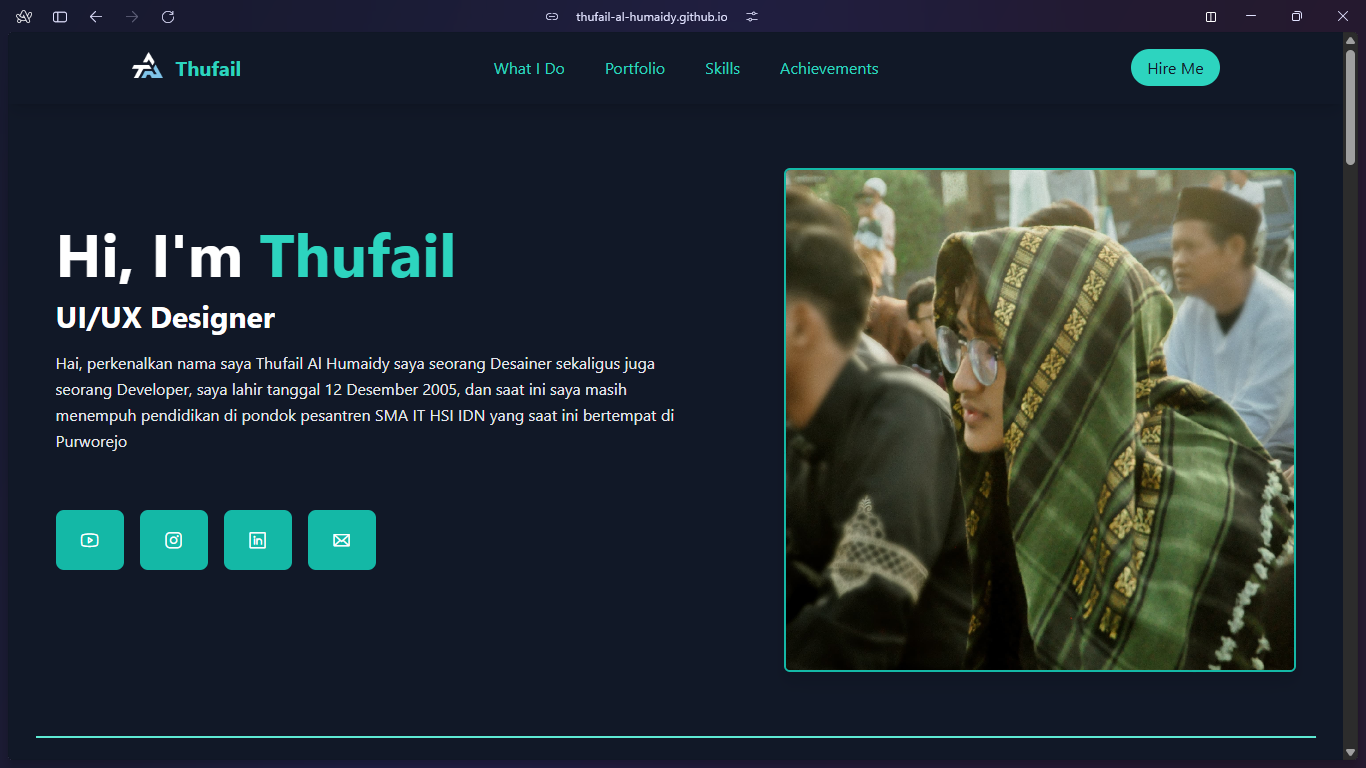 thufail-al-humaidy.github.io
Thufail
What I Do
Portfolio
Skills
Achievements
Hire Me
Hi, I'm Thufail
UI/UX Designer
Hai, perkenalkan nama saya Thufail Al Humaidy saya seorang Desainer sekaligus juga
seorang Developer, saya lahir tanggal 12 Desember 2005, dan saat ini saya masih
menempuh pendidikan di pondok pesantren SMA IT HSI IDN yang saat ini bertempat di
Purworejo